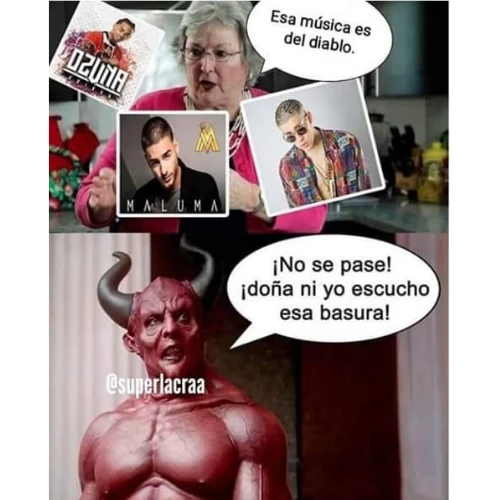 Esa música es
del diablo.
OZUNA
MALUMA
¡No se pase!
¡doña ni yo escucho
esa basura!
@superlacraa